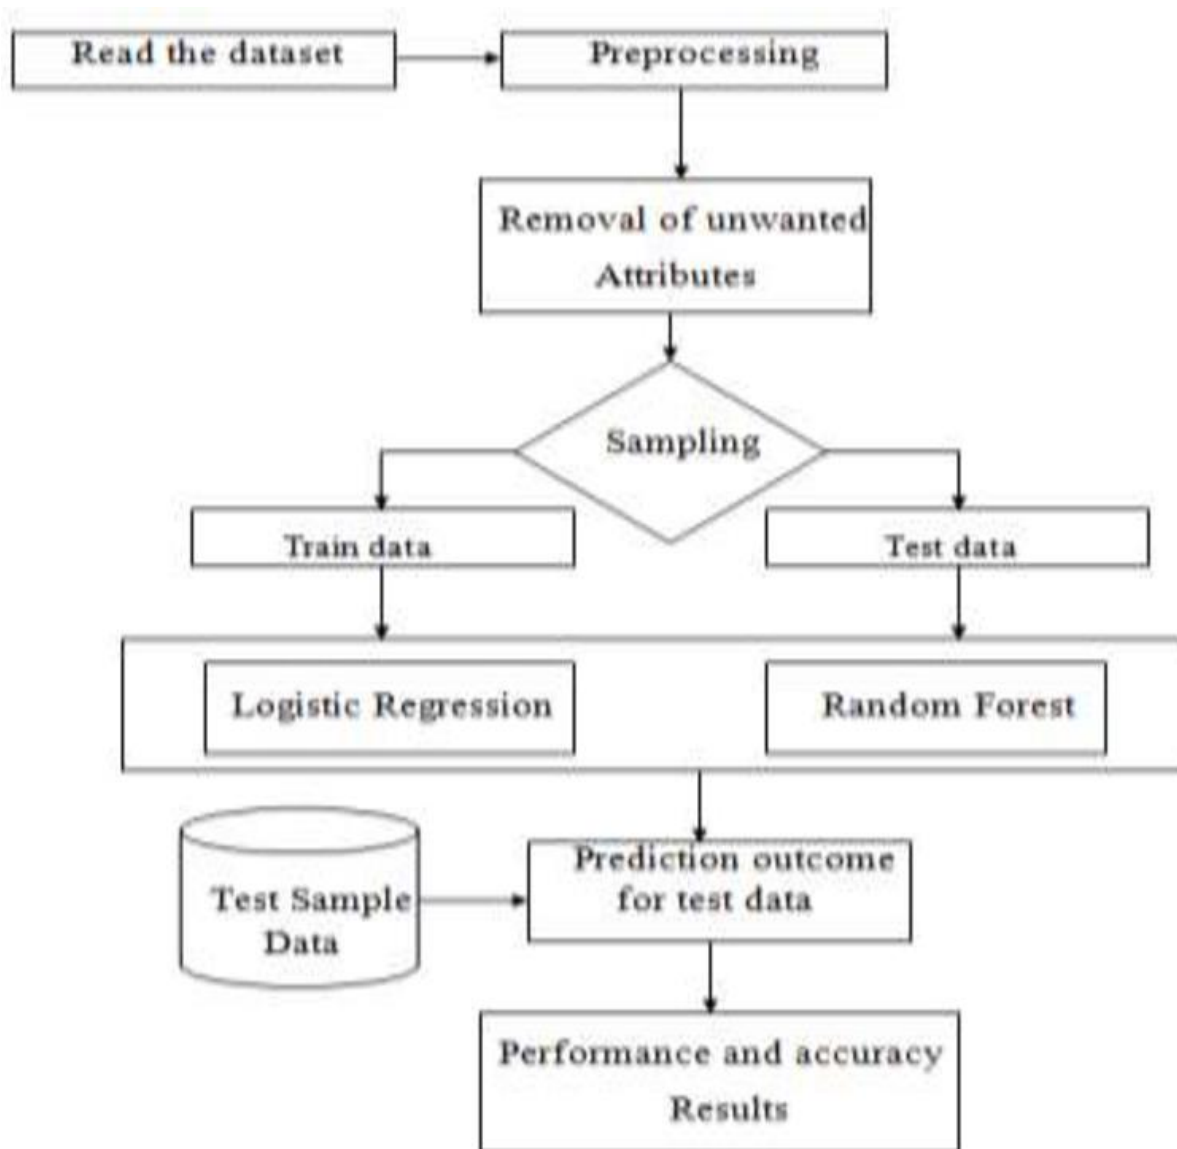 Read the dataset
Preprocessing
Removal of unwanted
Attributes
Sampling
Train data
Test data
Logistic Regression
Random Forest
Prediction outcome
for test data
Test Sample
Data
Performance and accuracy
Results